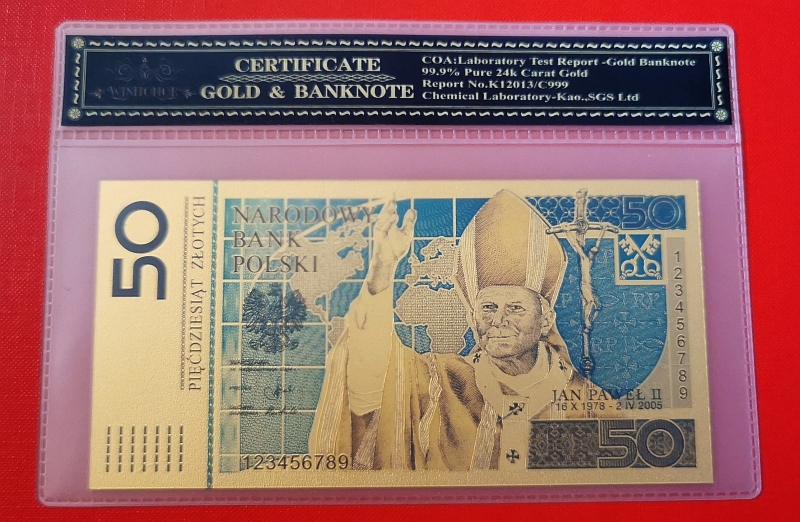 WISHCHER
CERTIFICATE
GOLD & BANKNOTE
COA:Laboratory Test Report -Gold Banknote
99.9% Pure 24k Carat Gold
Report No.K12013/C999
Chemical Laboratory-Kao.,SGS Ltd
50
PIĘĆDZIESIĄT ZŁOTYCH
NARODOWY
BANK
POLSKI
123456789
50
RP
RP
123456789
JAN PAWEŁ II
16 X 1978 - 2 IV 2005
50